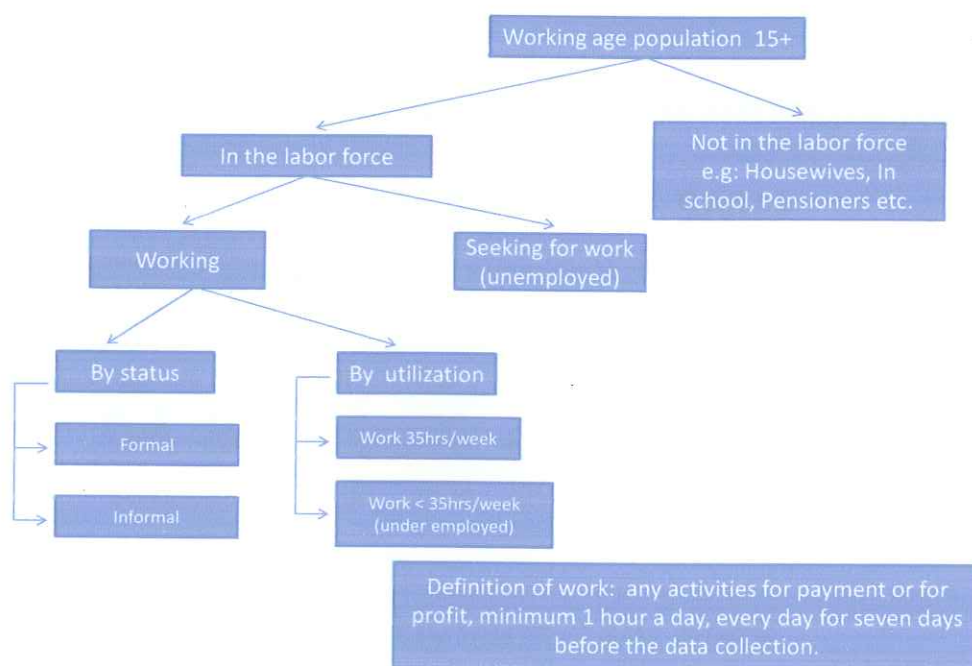 Working age population 15+
In the labor force
Not in the labor force
e.g: Housewives, In
school, Pensioners etc.
Working
Seeking for work
(unemployed)
By status
By utilization
Formal
Work 35hrs/week
Informal
Work < 35hrs/week
(under employed)
Definition of work: any activities for payment or for
profit, minimum 1 hour a day, every day for seven days
before the data collection.